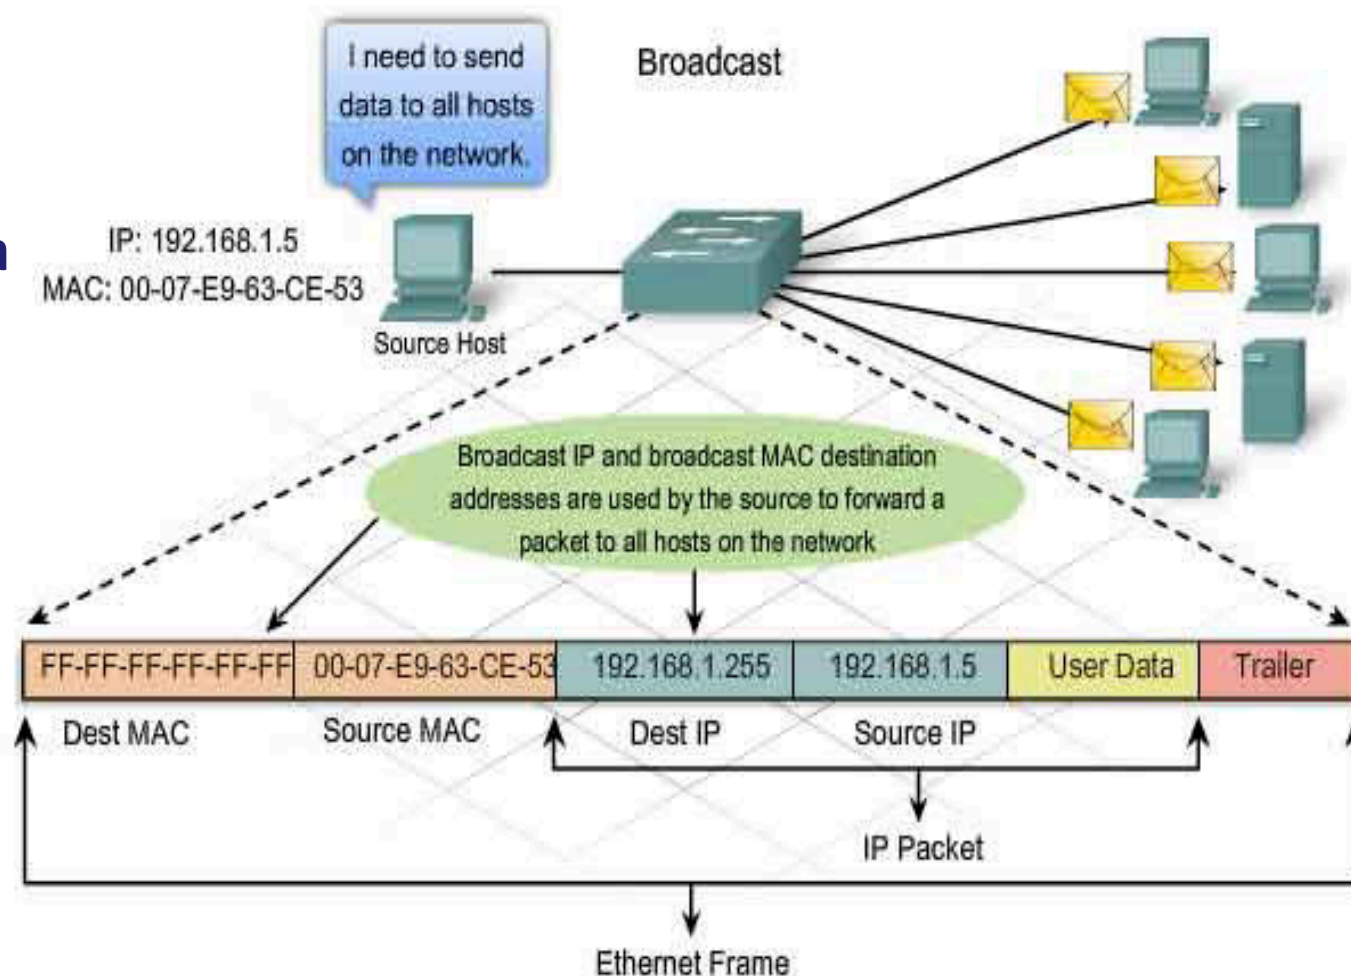 I need to send
data to all hosts
on the network.
Broadcast
n
IP: 192.168.1.5
MAC: 00-07-E9-63-CE-53
Source Host
Broadcast IP and broadcast MAC destination
addresses are used by the source to forward a
packet to all hosts on the network
FF-FF-FF-FF-FF-FF 00-07-E9-63-CE-53 192.168.1.255 192.168.1.5 User Data Trailer
Dest MAC Source MAC Dest IP Source IP
IP Packet
Ethernet Frame